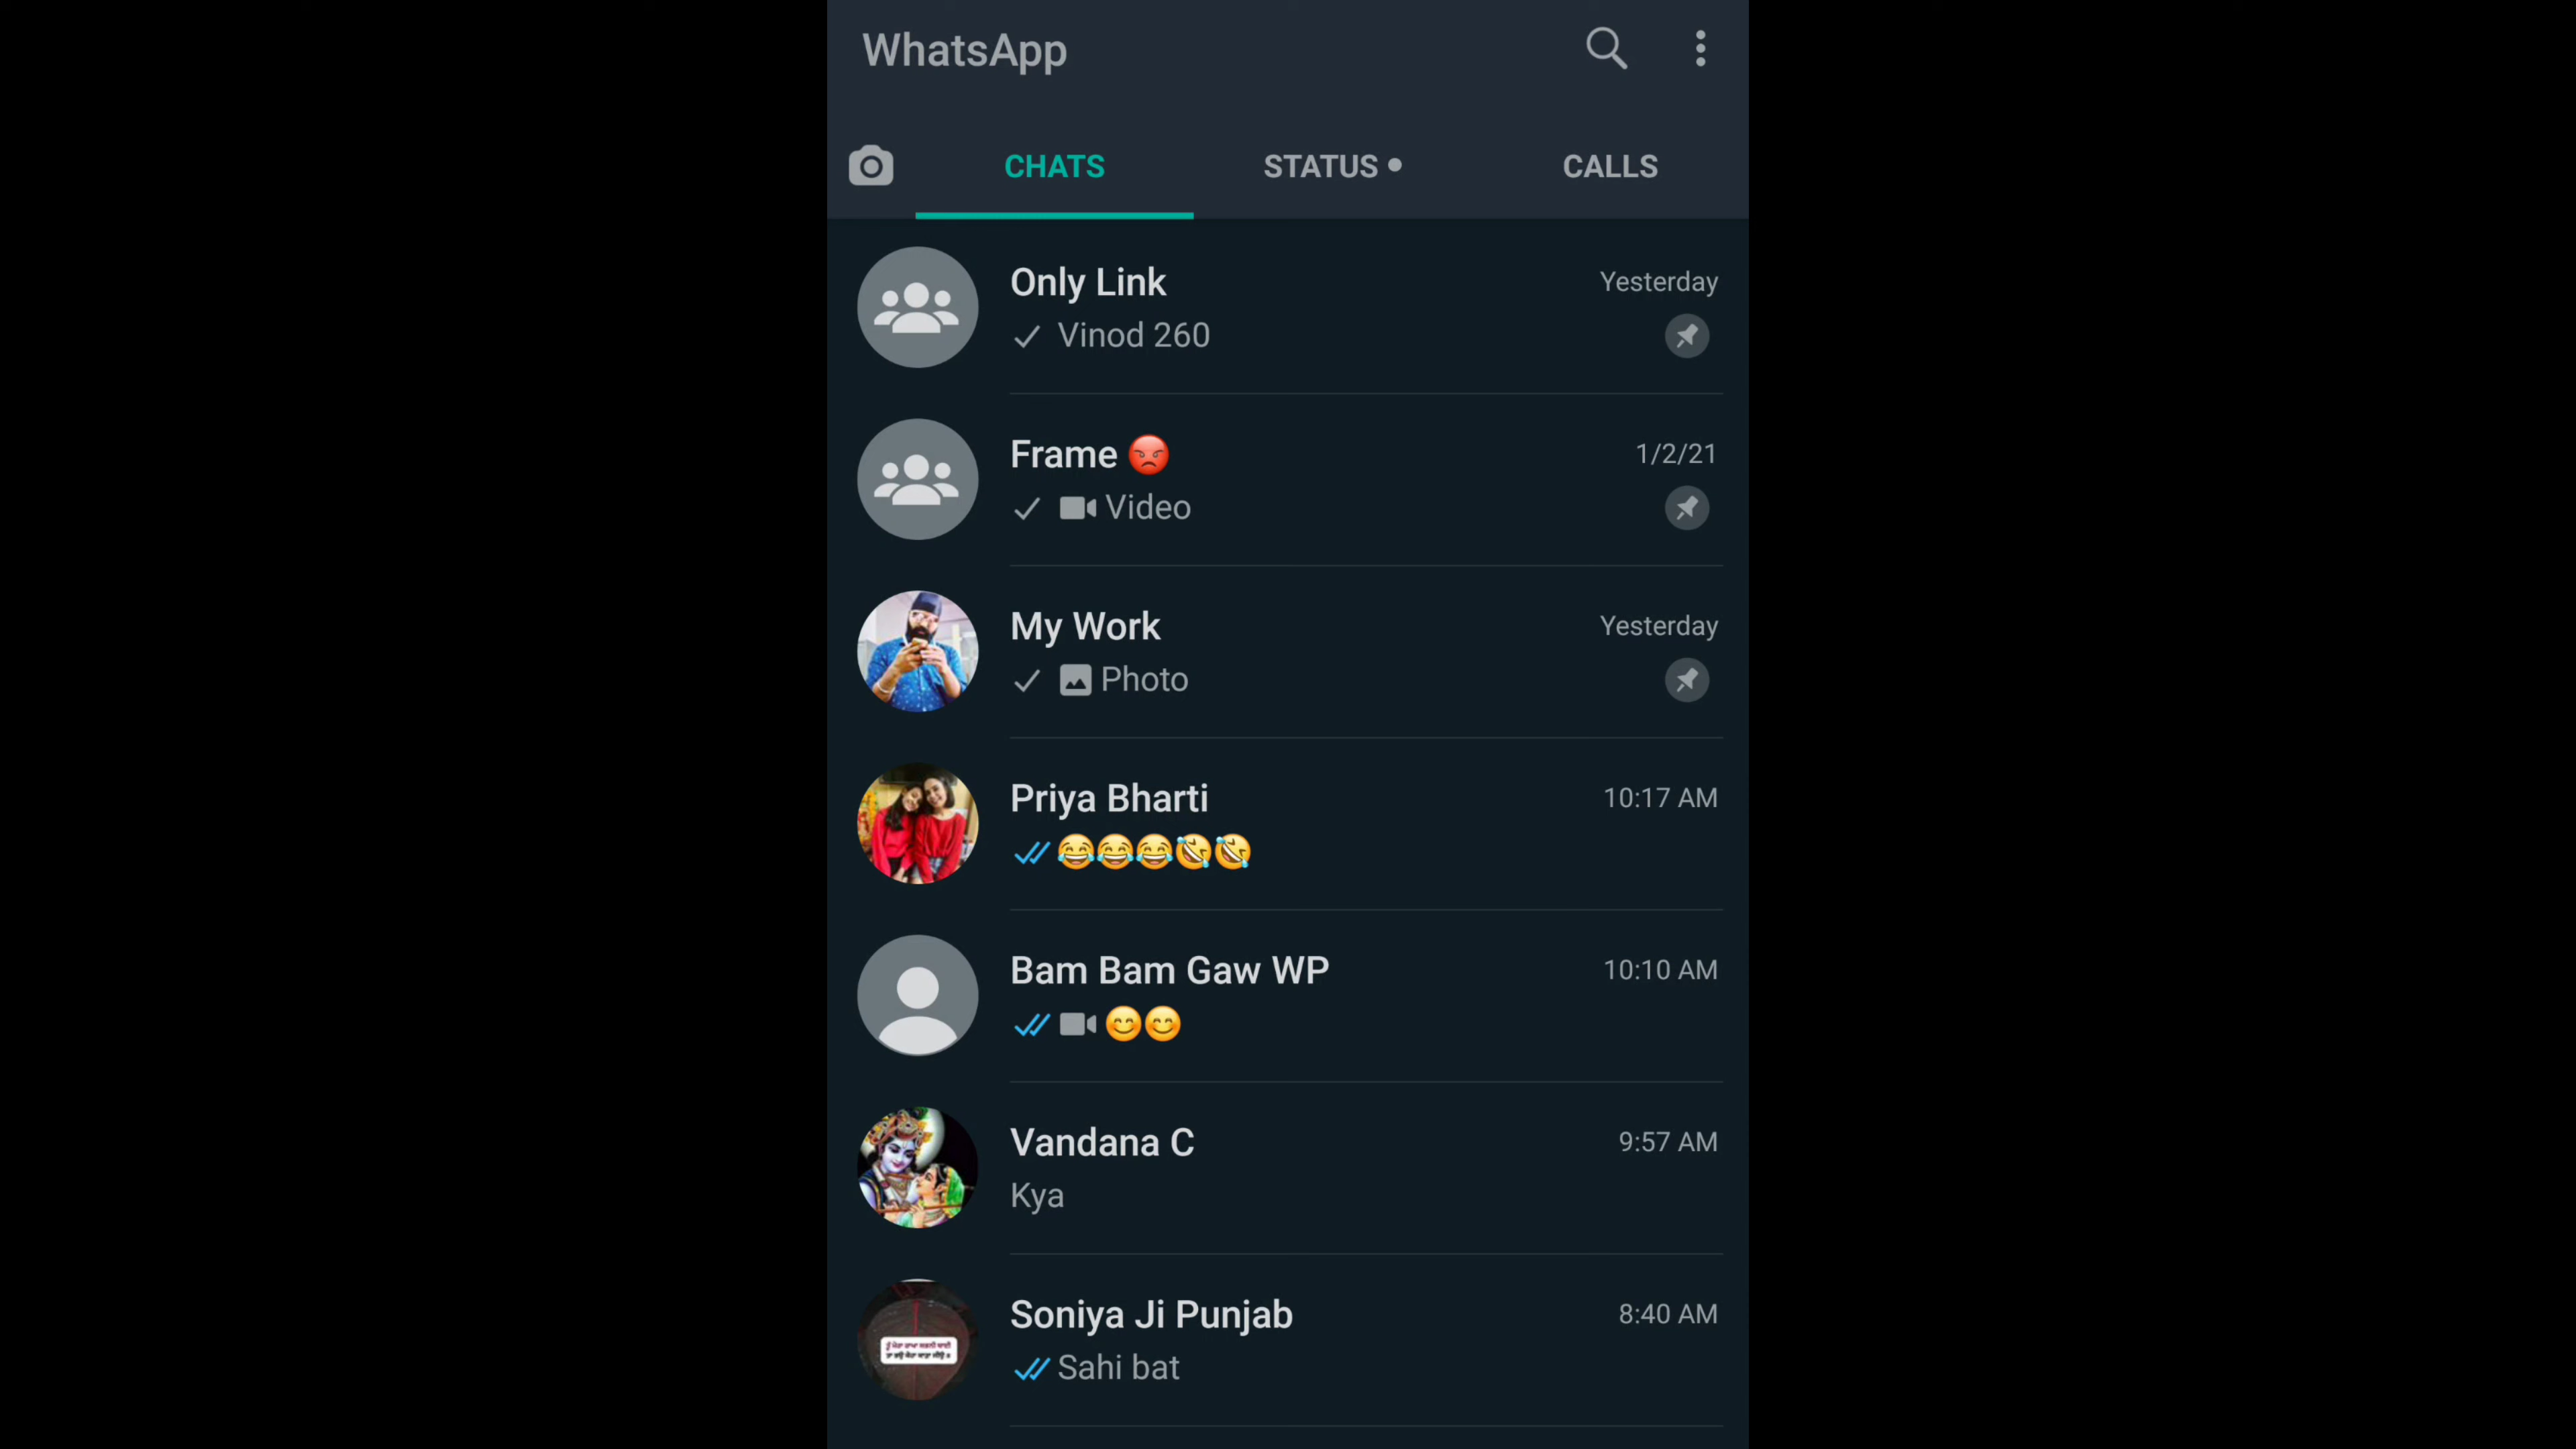 WhatsApp
CHATS
STATUS
CALLS
Only Link
Yesterday
Vinod 260
Frame 😡
1/2/21
Video
My Work
Yesterday
Photo
Priya Bharti
10:17 AM
😂😂😂🤣🤣
Bam Bam Gaw WP
10:10 AM
😊😊
Vandana C
9:57 AM
Kya
Soniya Ji Punjab
8:40 AM
Sahi bat